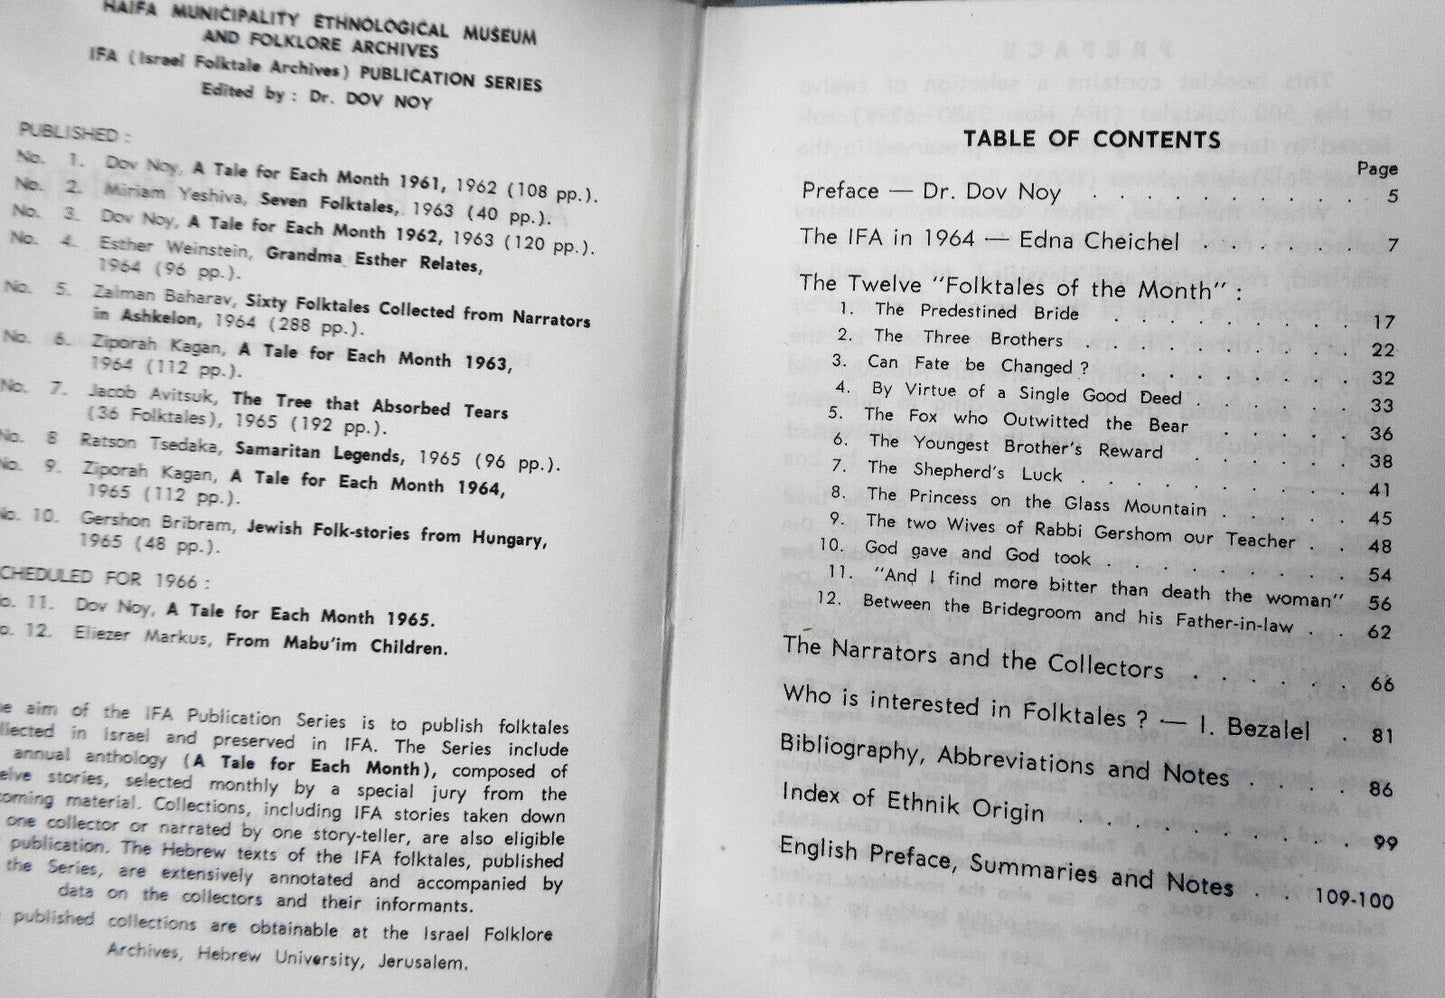 HAIFA MUNICIPALITY ETHNOLOGICAL MUSEUM
AND FOLKLORE ARCHIVES
IFA (Israel Folktale Archives) PUBLICATION SERIES
Edited by : Dr. DOV NOY
PUBLISHED :
No. 1. Dov Noy, A Tale for Each Month 1961, 1962 (108 pp.).
No. 2. Miriam Yeshiva, Seven Folktales, 1963 (40 pp.).
No. 3. Dov Noy, A Tale for Each Month 1962, 1963 (120 pp.).
No. 4. Esther Weinstein, Grandma Esther Relates,
1964 (96 pp.).
No. 5. Zalman Baharav, Sixty Folktales Collected from Narrators
in Ashkelon, 1964 (288 pp.).
No. 6. Ziporah Kagan, A Tale for Each Month 1963,
1964 (112 pp.).
No. 7. Jacob Avitsuk, The Tree that Absorbed Tears
(36 Folktales), 1965 (192 pp.).
No. 8 Ratson Tsedaka, Samaritan Legends, 1965 (96 pp.).
No. 9. Ziporah Kagan, A Tale for Each Month 1964,
1965 (112 pp.).
No. 10. Gershon Bribram, Jewish Folk-stories from Hungary,
1965 (48 pp.).
CHEDULED FOR 1966 :
o. 11. Dov Noy, A Tale for Each Month 1965.
o. 12. Eliezer Markus, From Mabu'im Children.
e aim of the IFA Publication Series is to publish folktales
llected in Israel and preserved in IFA. The Series include
annual anthology (A Tale for Each Month), composed of
elve stories, selected monthly by a special jury from the
oming material. Collections, including IFA stories taken down
one collector or narrated by one story-teller, are also eligible
publication. The Hebrew texts of the IFA folktales, published
the Series, are extensively annotated and accompanied by
data on the collectors and their informants.
published collections are obtainable at the Israel Folklore
Archives, Hebrew University, Jerusalem.
TABLE OF CONTENTS
Page
Preface — Dr. Dov Noy . . . . . . . . . 5
The IFA in 1964 — Edna Cheichel . . . . . . 7
The Twelve "Folktales of the Month" :
1. The Predestined Bride . . . . . . . . 17
2. The Three Brothers . . . . . . . . . 22
3. Can Fate be Changed ? . . . . . . . . 32
4. By Virtue of a Single Good Deed . . . . . . 33
5. The Fox who Outwitted the Bear . . . . . 36
6. The Youngest Brother's Reward . . . . . . 38
7. The Shepherd's Luck . . . . . . . . . 41
8. The Princess on the Glass Mountain . . . . . 45
9. The two Wives of Rabbi Gershom our Teacher . . 48
10. God gave and God took . . . . . . . . 54
11. "And I find more bitter than death the woman" 56
12. Between the Bridegroom and his Father-in-law . . 62
The Narrators and the Collectors . . . . . . 66
Who is interested in Folktales ? — I. Bezalel . 81
Bibliography, Abbreviations and Notes . . . . 86
Index of Ethnik Origin . . . . . . . . . 99
English Preface, Summaries and Notes . . 109-100